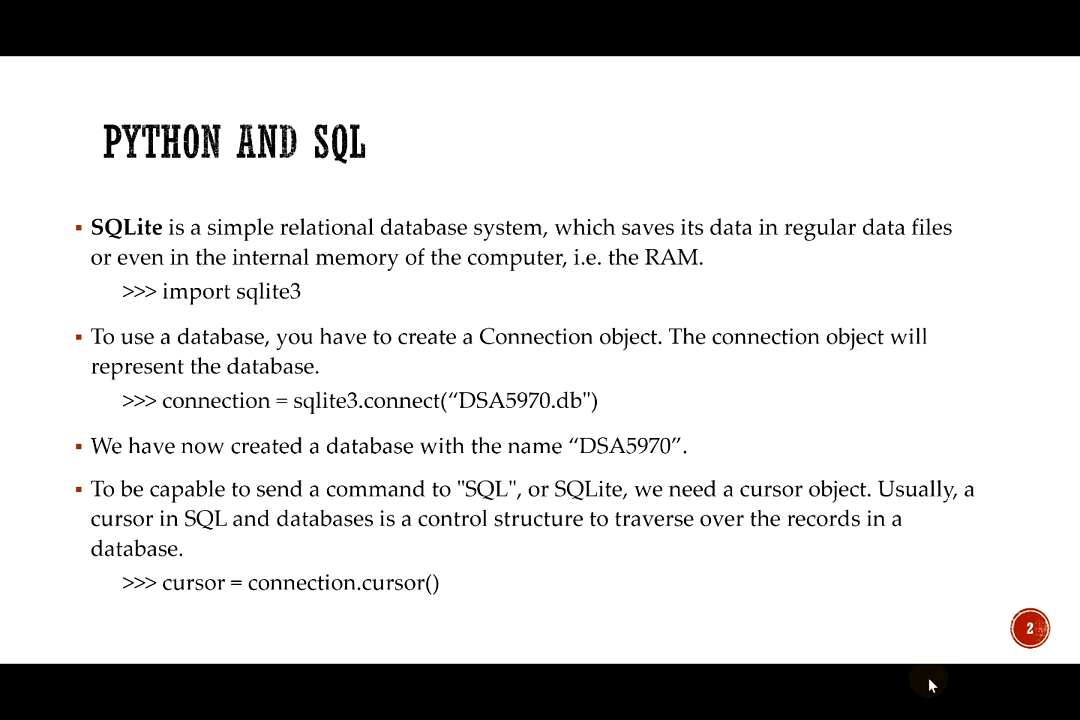 PYTHON AND SQL
▪ SQLite is a simple relational database system, which saves its data in regular data files
or even in the internal memory of the computer, i.e. the RAM.
>>> import sqlite3
▪ To use a database, you have to create a Connection object. The connection object will
represent the database.
>>> connection = sqlite3.connect(“DSA5970.db")
▪ We have now created a database with the name “DSA5970”.
▪ To be capable to send a command to "SQL", or SQLite, we need a cursor object. Usually, a
cursor in SQL and databases is a control structure to traverse over the records in a
database.
>>> cursor = connection.cursor()
2